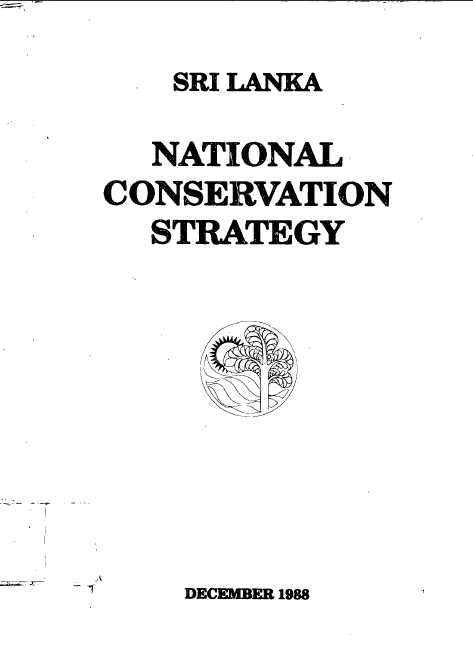 SRI LANKA
NATIONAL
CONSERVATION
STRATEGY
DECEMBER 1988